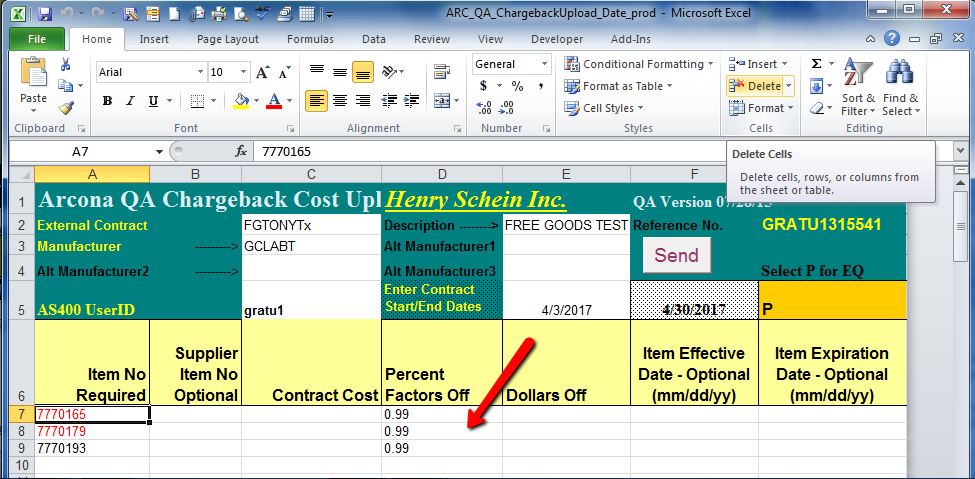 ARC_QA_ChargebackUpload_Date_prod - Microsoft Excel
File Home Insert Page Layout Formulas Data Review View Developer Add-Ins
Paste Arial 10 General Conditional Formatting Insert Σ
B I U $ % , Format as Table Delete Sort & Filter Find & Select
Cell Styles Format
Clipboard Font Alignment Number Styles Cells Editing
A7 fx 7770165
Delete Cells
Delete cells, rows, or columns from the sheet or table.
A B C D E F
1 Arcona QA Chargeback Cost Upl Henry Schein Inc. QA Version
2 External Contract FGTONYTx Description --------> FREE GOODS TEST Reference No. GRATU1315541
3 Manufacturer --------> GCLABT Alt Manufacturer1 Send
4 Alt Manufacturer2 --------> Alt Manufacturer3 Select P for EQ
5 AS400 UserID gratu1 Enter Contract Start/End Dates 4/3/2017 4/30/2017 P
6 Item No Required Supplier Item No Optional Contract Cost Percent Factors Off Dollars Off Item Effective Date - Optional (mm/dd/yy) Item Expiration Date - Optional (mm/dd/yy)
7 7770165 0.99
8 7770179 0.99
9 7770193 0.99
10